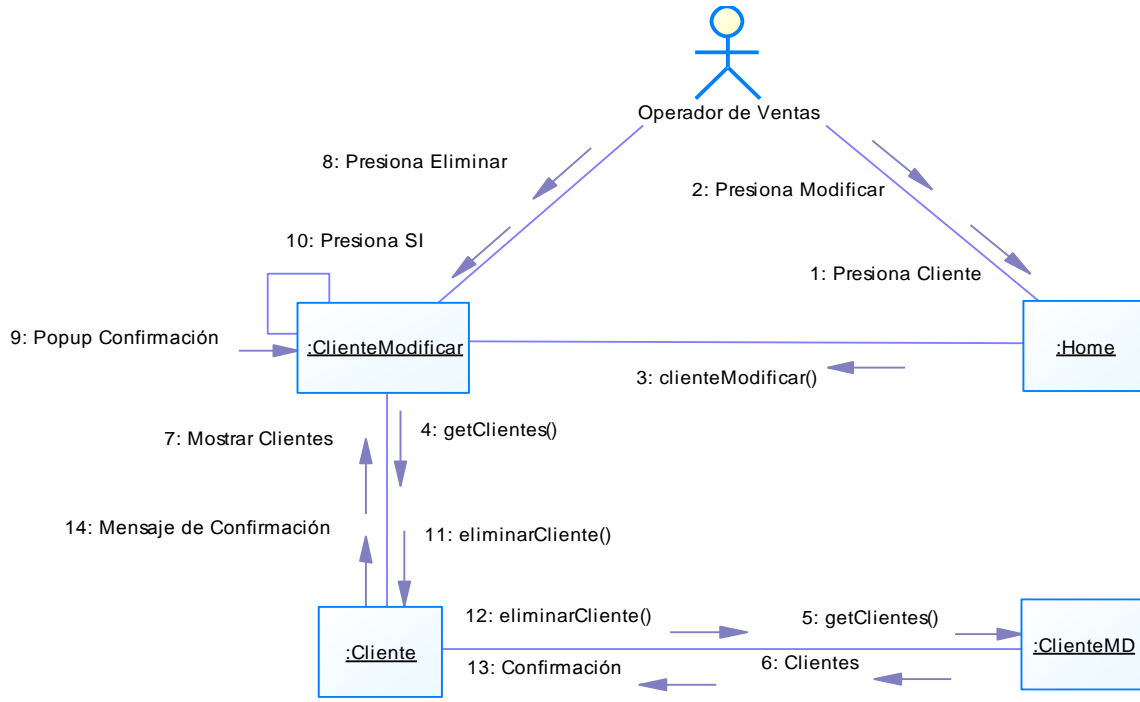 Operador de Ventas
8: Presiona Eliminar
2: Presiona Modificar
10: Presiona SI
1: Presiona Cliente
9: Popup Confirmación
:ClienteModificar
:Home
3: clienteModificar()
4: getClientes()
7: Mostrar Clientes
14: Mensaje de Confirmación
11: eliminarCliente()
12: eliminarCliente()
5: getClientes()
:Cliente
:ClienteMD
13: Confirmación
6: Clientes